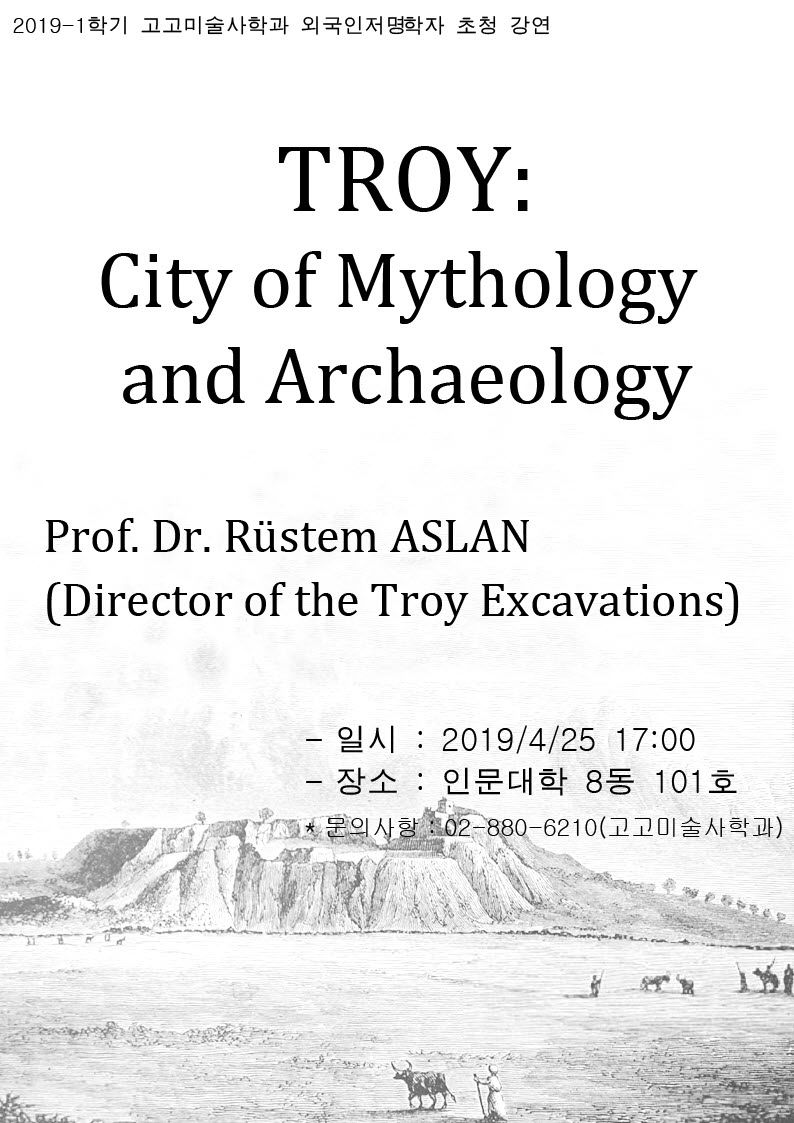 2019-1학기 고고미술사학과 외국인저명학자 초청 강연
TROY:
City of Mythology
and Archaeology
Prof. Dr. Rüstem ASLAN
(Director of the Troy Excavations)
- 일시 : 2019/4/25 17:00
- 장소 : 인문대학 8동 101호
* 문의사항 : 02-880-6210(고고미술사학과)